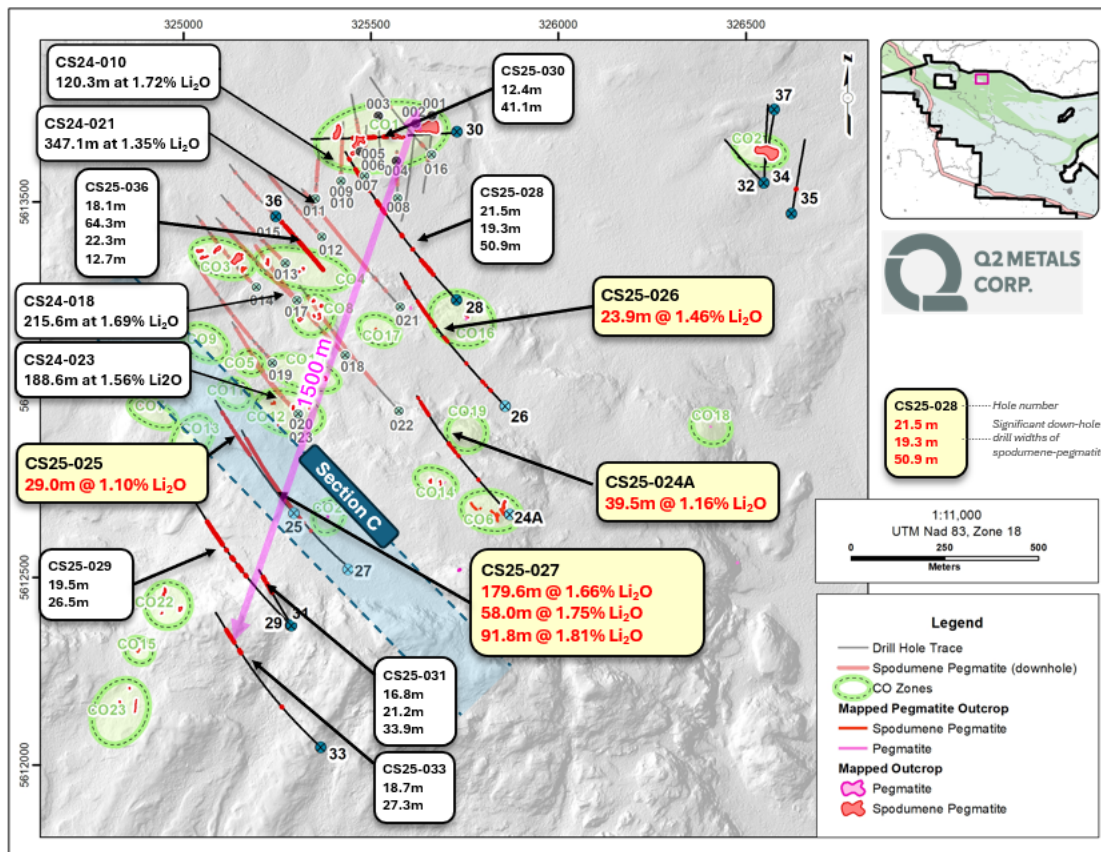 325000
325500
326000
326500
CS24-010
120.3m at 1.72% Li₂O
CS25-030
12.4m
41.1m
CS24-021
347.1m at 1.35% Li₂O
CS25-036
18.1m
64.3m
22.3m
12.7m
CS25-028
21.5m
19.3m
50.9m
CS24-018
215.6m at 1.69% Li₂O
CS24-023
188.6m at 1.56% Li2O
CS25-026
23.9m @ 1.46% Li₂O
CS25-025
29.0m @ 1.10% Li₂O
CS25-024A
39.5m @ 1.16% Li₂O
CS25-027
179.6m @ 1.66% Li₂O
58.0m @ 1.75% Li₂O
91.8m @ 1.81% Li₂O
CS25-029
19.5m
26.5m
CS25-031
16.8m
21.2m
33.9m
CS25-033
18.7m
27.3m
003
001
002
CO1
30
005
006
004
016
007
009
010
008
011
36
015
012
CO3
013
CO4
014
017
CO8
021
28
CO16
CO17
018
CO5
019
26
022
CO12
020
023
CO13
CO19
CO18
CO14
CO6
24A
25
27
29
31
33
CO22
CO15
CO23
37
34
32
35
1500 m
Section C
5613500
5612500
5612000
N
Q2 METALS
CORP.
CS25-028
Hole number
21.5 m
19.3 m
50.9 m
Significant down-hole
drill widths of
spodumene-pegmatite
1:11,000
UTM Nad 83, Zone 18
0
250
500
Meters
Legend
Drill Hole Trace
Spodumene Pegmatite (downhole)
CO Zones
Mapped Pegmatite Outcrop
Spodumene Pegmatite
Pegmatite
Mapped Outcrop
Pegmatite
Spodumene Pegmatite